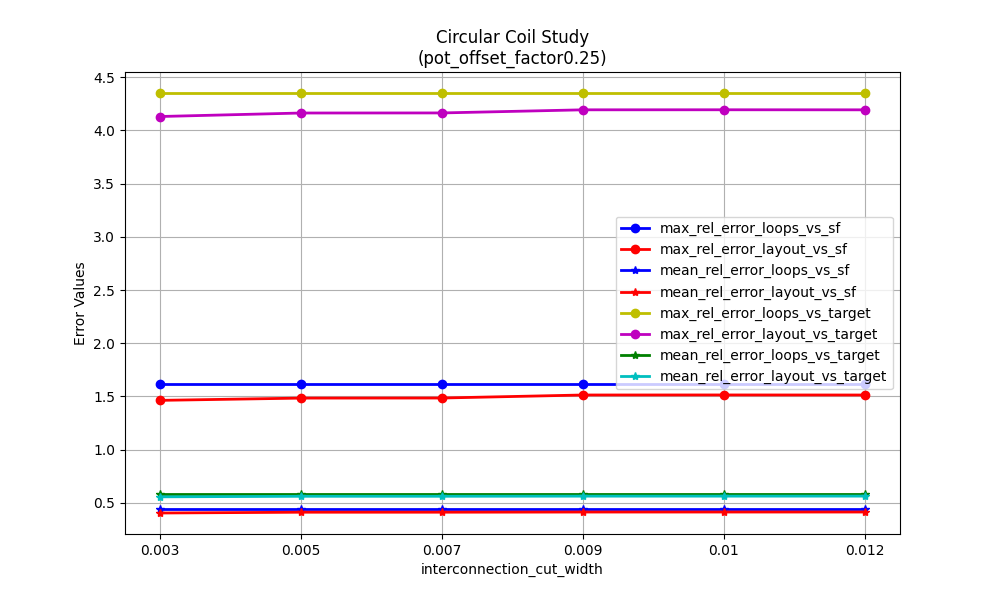 Circular Coil Study
(pot_offset_factor0.25)
Error Values
4.5
4.0
3.5
3.0
2.5
2.0
1.5
1.0
0.5
max_rel_error_loops_vs_sf
max_rel_error_layout_vs_sf
mean_rel_error_loops_vs_sf
mean_rel_error_layout_vs_sf
max_rel_error_loops_vs_target
max_rel_error_layout_vs_target
mean_rel_error_loops_vs_target
mean_rel_error_layout_vs_target
0.003 0.005 0.007 0.009 0.01 0.012
interconnection_cut_width